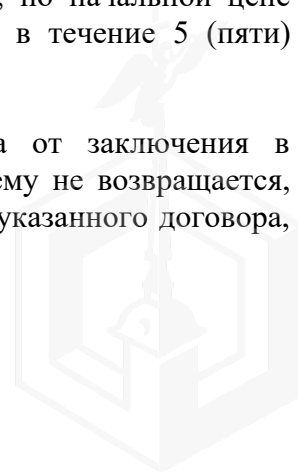 , по начальной цене
в течение 5 (пяти)
а от заключения в
ему не возвращается,
указанного договора,